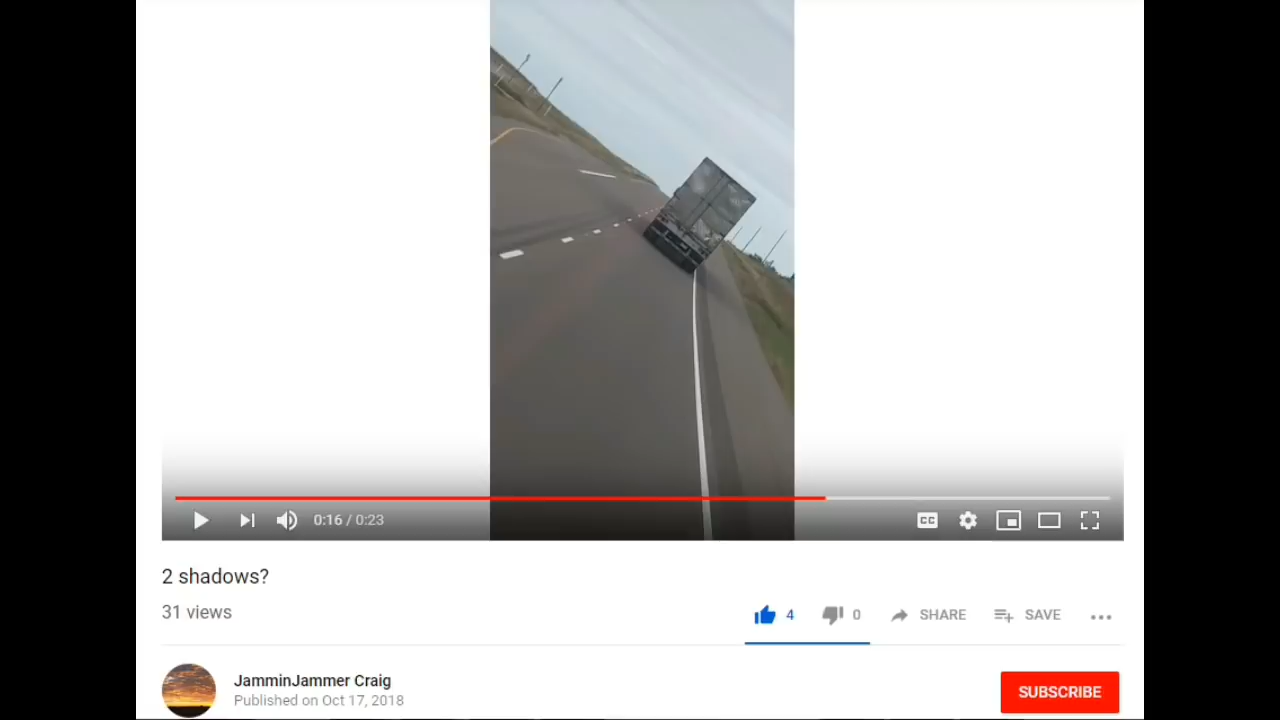 0:16 / 0:23
CC
2 shadows?
31 views
4
0
SHARE
SAVE
JamminJammer Craig
Published on Oct 17, 2018
SUBSCRIBE